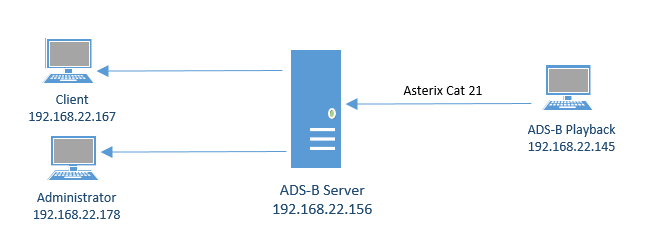 Asterix Cat 21
Client
192.168.22.167
ADS-B Playback
192.168.22.145
Administrator
192.168.22.178
ADS-B Server
192.168.22.156